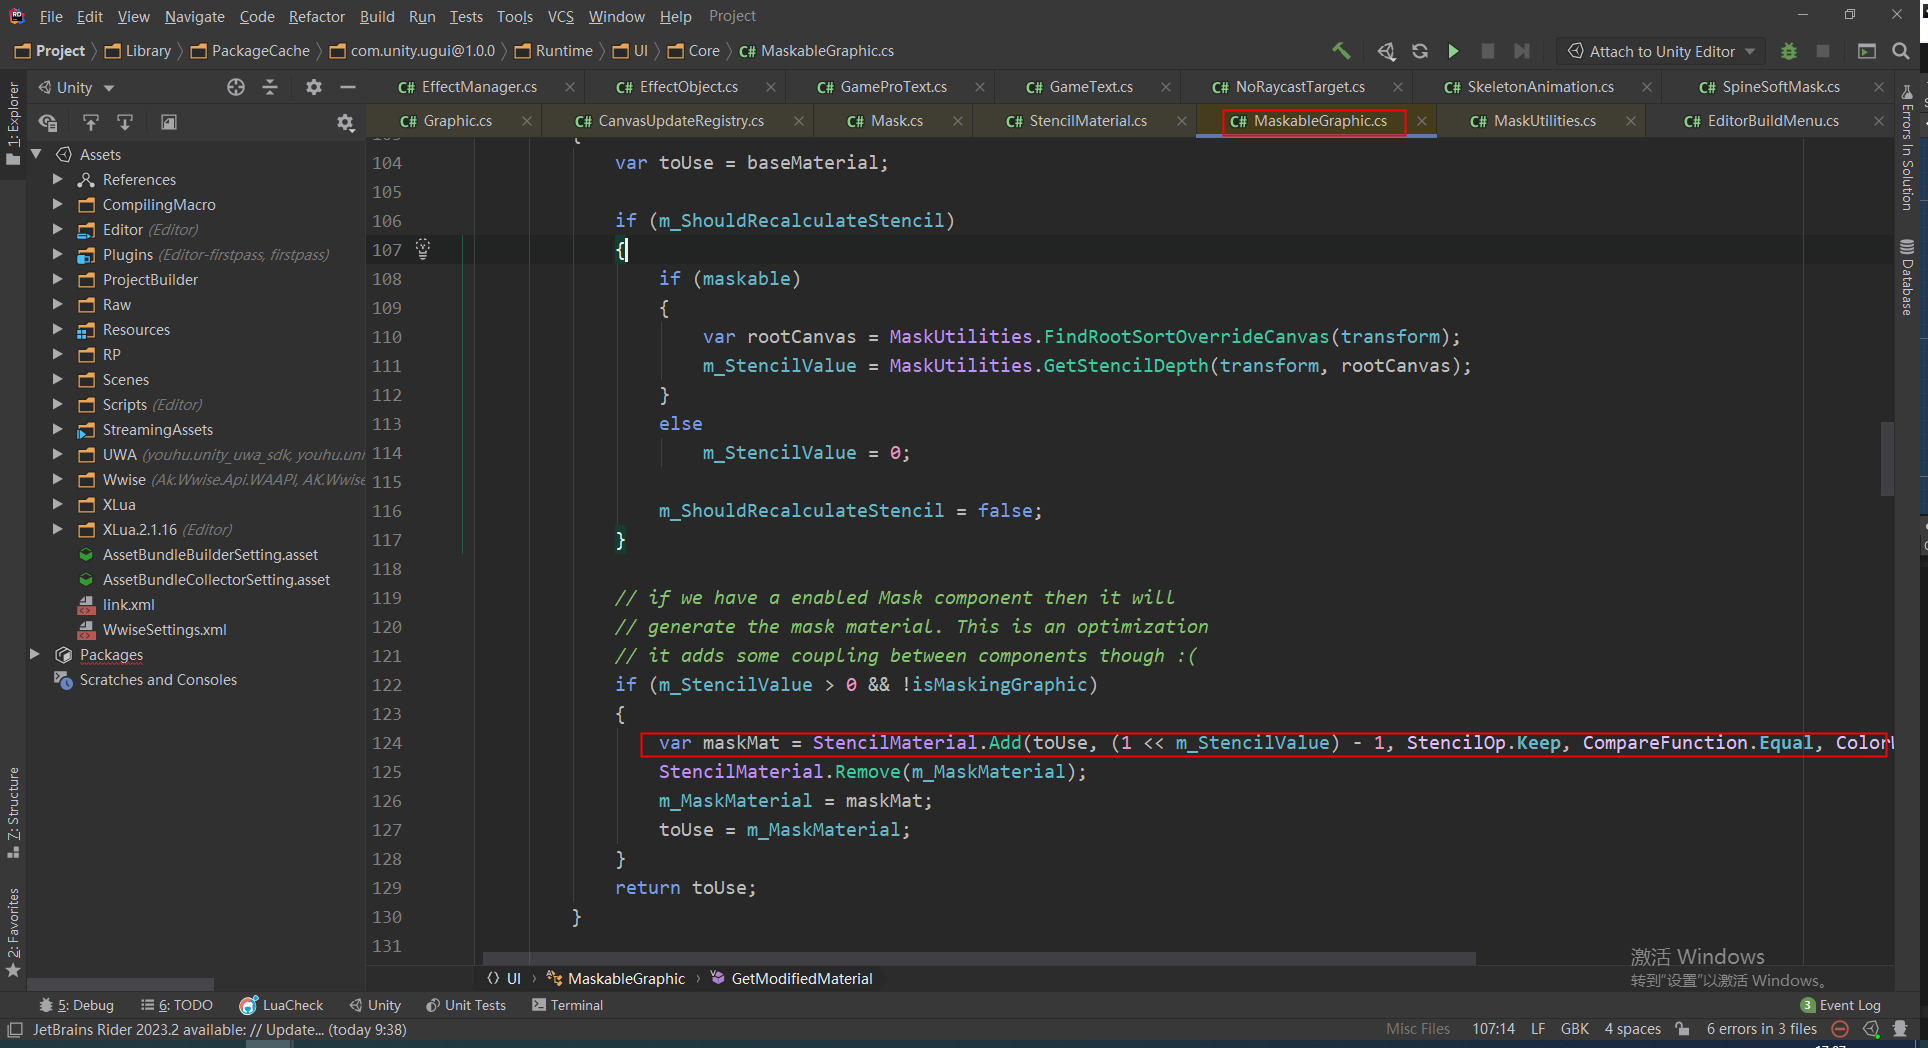 File Edit View Navigate Code Refactor Build Run Tests Tools VCS Window Help Project
Project Library PackageCache com.unity.ugui@1.0.0 Runtime UI Core C# MaskableGraphic.cs
Attach to Unity Editor
Unity
C# EffectManager.cs C# EffectObject.cs C# GameProText.cs C# GameText.cs C# NoRaycastTarget.cs C# SkeletonAnimation.cs C# SpineSoftMask.cs
C# Graphic.cs C# CanvasUpdateRegistry.cs C# Mask.cs C# StencilMaterial.cs C# MaskableGraphic.cs C# MaskUtilities.cs C# EditorBuildMenu.cs
1: Explorer
7: Structure
2: Favorites
Assets
References
CompilingMacro
Editor (Editor)
Plugins (Editor-firstpass, firstpass)
ProjectBuilder
Raw
Resources
RP
Scenes
Scripts (Editor)
StreamingAssets
UWA (youhu.unity_uwa_sdk, youhu.uni
Wwise (Ak.Wwise.Api.WAAPI, AK.Wwise
XLua
XLua.2.1.16 (Editor)
AssetBundleBuilderSetting.asset
AssetBundleCollectorSetting.asset
link.xml
WwiseSettings.xml
Packages
Scratches and Consoles
{
104 var toUse = baseMaterial;
105
106 if (m_ShouldRecalculateStencil)
107 {
108 if (maskable)
109 {
110 var rootCanvas = MaskUtilities.FindRootSortOverrideCanvas(transform);
111 m_StencilValue = MaskUtilities.GetStencilDepth(transform, rootCanvas);
112 }
113 else
114 m_StencilValue = 0;
115
116 m_ShouldRecalculateStencil = false;
117 }
118
119 // if we have a enabled Mask component then it will
120 // generate the mask material. This is an optimization
121 // it adds some coupling between components though :(
122 if (m_StencilValue > 0 && !isMaskingGraphic)
123 {
124 var maskMat = StencilMaterial.Add(toUse, (1 << m_StencilValue) - 1, StencilOp.Keep, CompareFunction.Equal, Color
125 StencilMaterial.Remove(m_MaskMaterial);
126 m_MaskMaterial = maskMat;
127 toUse = m_MaskMaterial;
128 }
129 return toUse;
130 }
131
Errors In Solution
Database
激活 Windows
转到"设置"以激活 Windows。
UI MaskableGraphic GetModifiedMaterial
5: Debug 6: TODO LuaCheck Unity Unit Tests Terminal 3 Event Log
JetBrains Rider 2023.2 available: // Update... (today 9:38) Misc Files 107:14 LF GBK 4 spaces 6 errors in 3 files